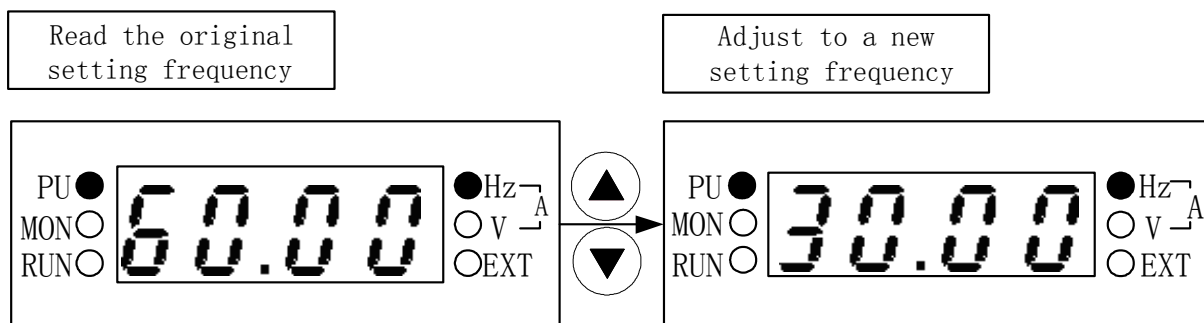 Read the original
setting frequency
Adjust to a new
setting frequency
PU
MON
RUN
60.00
Hz
V
A
EXT
PU
MON
RUN
30.00
Hz
V
A
EXT